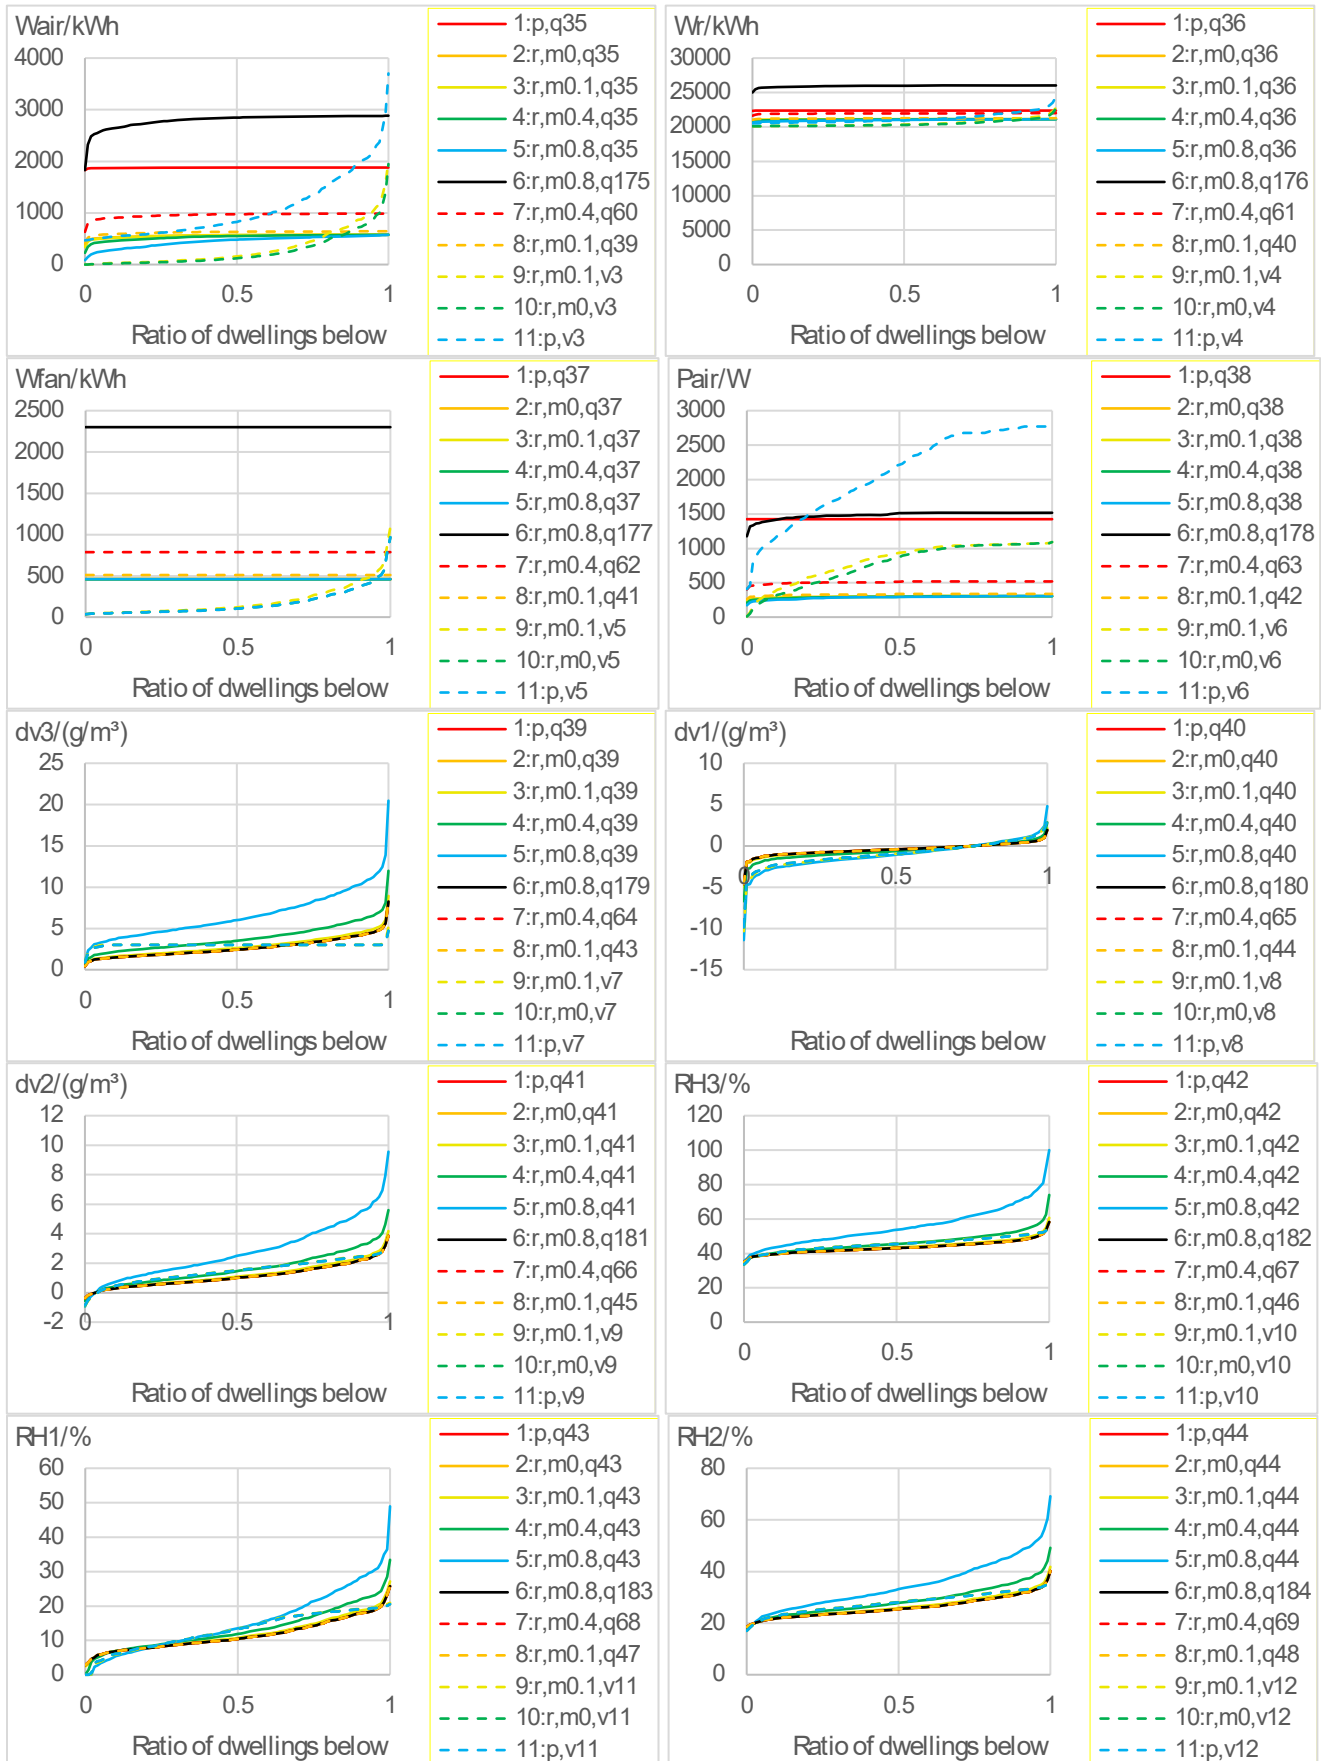 Wair/kWh
4000
3000
2000
1000
0
0
0.5
1
Ratio of dwellings below
1:p,q35
2:r,m0,q35
3:r,m0.1,q35
4:r,m0.4,q35
5:r,m0.8,q35
6:r,m0.8,q175
7:r,m0.4,q60
8:r,m0.1,q39
9:r,m0.1,v3
10:r,m0,v3
11:p,v3
Wr/kWh
30000
25000
20000
15000
10000
5000
0
0
0.5
1
Ratio of dwellings below
1:p,q36
2:r,m0,q36
3:r,m0.1,q36
4:r,m0.4,q36
5:r,m0.8,q36
6:r,m0.8,q176
7:r,m0.4,q61
8:r,m0.1,q40
9:r,m0.1,v4
10:r,m0,v4
11:p,v4
Wfan/kWh
2500
2000
1500
1000
500
0
0
0.5
1
Ratio of dwellings below
1:p,q37
2:r,m0,q37
3:r,m0.1,q37
4:r,m0.4,q37
5:r,m0.8,q37
6:r,m0.8,q177
7:r,m0.4,q62
8:r,m0.1,q41
9:r,m0.1,v5
10:r,m0,v5
11:p,v5
Pair/W
3000
2500
2000
1500
1000
500
0
0
0.5
1
Ratio of dwellings below
1:p,q38
2:r,m0,q38
3:r,m0.1,q38
4:r,m0.4,q38
5:r,m0.8,q38
6:r,m0.8,q178
7:r,m0.4,q63
8:r,m0.1,q42
9:r,m0.1,v6
10:r,m0,v6
11:p,v6
dv3/(g/m³)
25
20
15
10
5
0
0
0.5
1
Ratio of dwellings below
1:p,q39
2:r,m0,q39
3:r,m0.1,q39
4:r,m0.4,q39
5:r,m0.8,q39
6:r,m0.8,q179
7:r,m0.4,q64
8:r,m0.1,q43
9:r,m0.1,v7
10:r,m0,v7
11:p,v7
dv1/(g/m³)
10
5
0
-5
-10
-15
0
0.5
1
Ratio of dwellings below
1:p,q40
2:r,m0,q40
3:r,m0.1,q40
4:r,m0.4,q40
5:r,m0.8,q40
6:r,m0.8,q180
7:r,m0.4,q65
8:r,m0.1,q44
9:r,m0.1,v8
10:r,m0,v8
11:p,v8
dv2/(g/m³)
12
10
8
6
4
2
0
-2
0
0.5
1
Ratio of dwellings below
1:p,q41
2:r,m0,q41
3:r,m0.1,q41
4:r,m0.4,q41
5:r,m0.8,q41
6:r,m0.8,q181
7:r,m0.4,q66
8:r,m0.1,q45
9:r,m0.1,v9
10:r,m0,v9
11:p,v9
RH3/%
120
100
80
60
40
20
0
0
0.5
1
Ratio of dwellings below
1:p,q42
2:r,m0,q42
3:r,m0.1,q42
4:r,m0.4,q42
5:r,m0.8,q42
6:r,m0.8,q182
7:r,m0.4,q67
8:r,m0.1,q46
9:r,m0.1,v10
10:r,m0,v10
11:p,v10
RH1/%
60
50
40
30
20
10
0
0
0.5
1
Ratio of dwellings below
1:p,q43
2:r,m0,q43
3:r,m0.1,q43
4:r,m0.4,q43
5:r,m0.8,q43
6:r,m0.8,q183
7:r,m0.4,q68
8:r,m0.1,q47
9:r,m0.1,v11
10:r,m0,v11
11:p,v11
RH2/%
80
60
40
20
0
0
0.5
1
Ratio of dwellings below
1:p,q44
2:r,m0,q44
3:r,m0.1,q44
4:r,m0.4,q44
5:r,m0.8,q44
6:r,m0.8,q184
7:r,m0.4,q69
8:r,m0.1,q48
9:r,m0.1,v12
10:r,m0,v12
11:p,v12